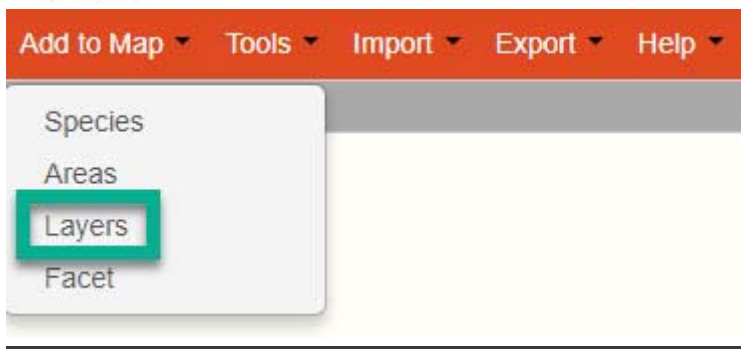 Add to Map Tools Import Export Help
Species
Areas
Layers
Facet